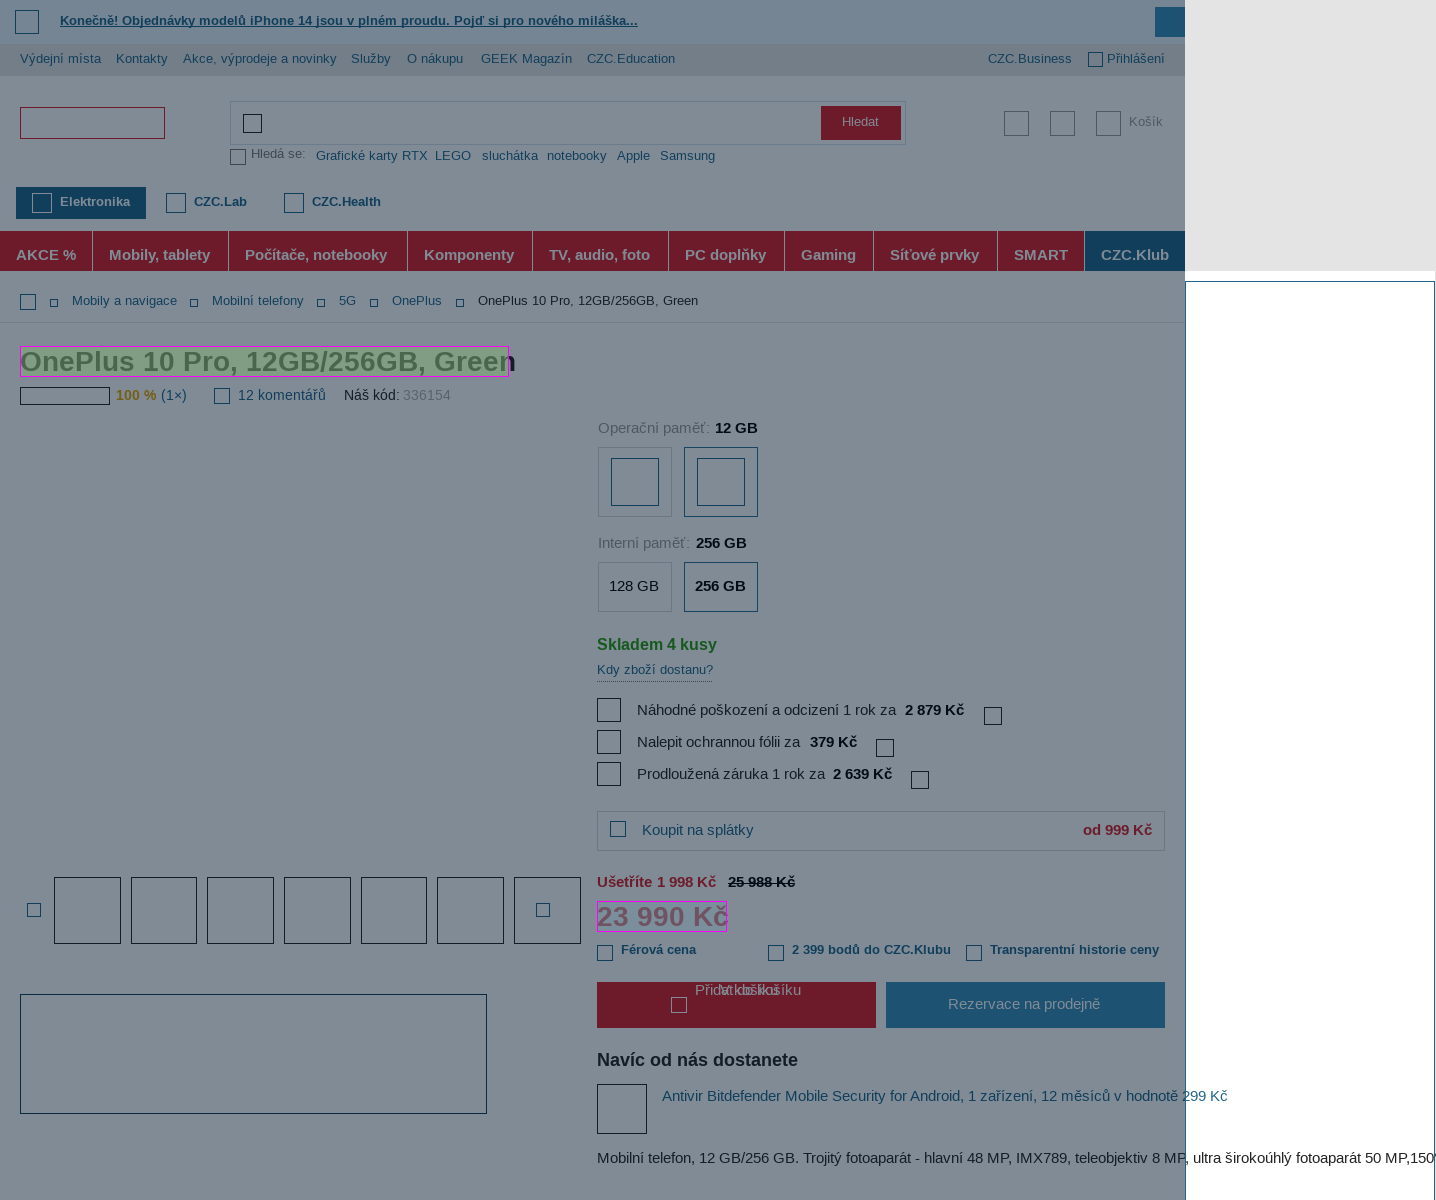 Konečně! Objednávky modelů iPhone 14 jsou v plném proudu. Pojď si pro nového miláška...
Výdejní místa Kontakty Akce, výprodeje a novinky Služby O nákupu GEEK Magazín CZC.Education CZC.Business Přihlášení
Hledat Košík
Hledá se: Grafické karty RTX LEGO sluchátka notebooky Apple Samsung
Elektronika CZC.Lab CZC.Health
AKCE % Mobily, tablety Počítače, notebooky Komponenty TV, audio, foto PC doplňky Gaming Síťové prvky SMART CZC.Klub
Mobily a navigace Mobilní telefony 5G OnePlus OnePlus 10 Pro, 12GB/256GB, Green
OnePlus 10 Pro, 12GB/256GB, Green
100 % (1×) 12 komentářů Náš kód: 336154
Operační paměť: 12 GB
Interní paměť: 256 GB
128 GB 256 GB
Skladem 4 kusy
Kdy zboží dostanu?
Náhodné poškození a odcizení 1 rok za 2 879 Kč
Nalepit ochrannou fólii za 379 Kč
Prodloužená záruka 1 rok za 2 639 Kč
Koupit na splátky od 999 Kč
Ušetříte 1 998 Kč 25 988 Kč
23 990 Kč
Férová cena 2 399 bodů do CZC.Klubu Transparentní historie ceny
Přidat do košíku V košíku Rezervace na prodejně
Navíc od nás dostanete
Antivir Bitdefender Mobile Security for Android, 1 zařízení, 12 měsíců v hodnotě 299 Kč
Mobilní telefon, 12 GB/256 GB. Trojitý fotoaparát - hlavní 48 MP, IMX789, teleobjektiv 8 MP, ultra širokoúhlý fotoaparát 50 MP,150°